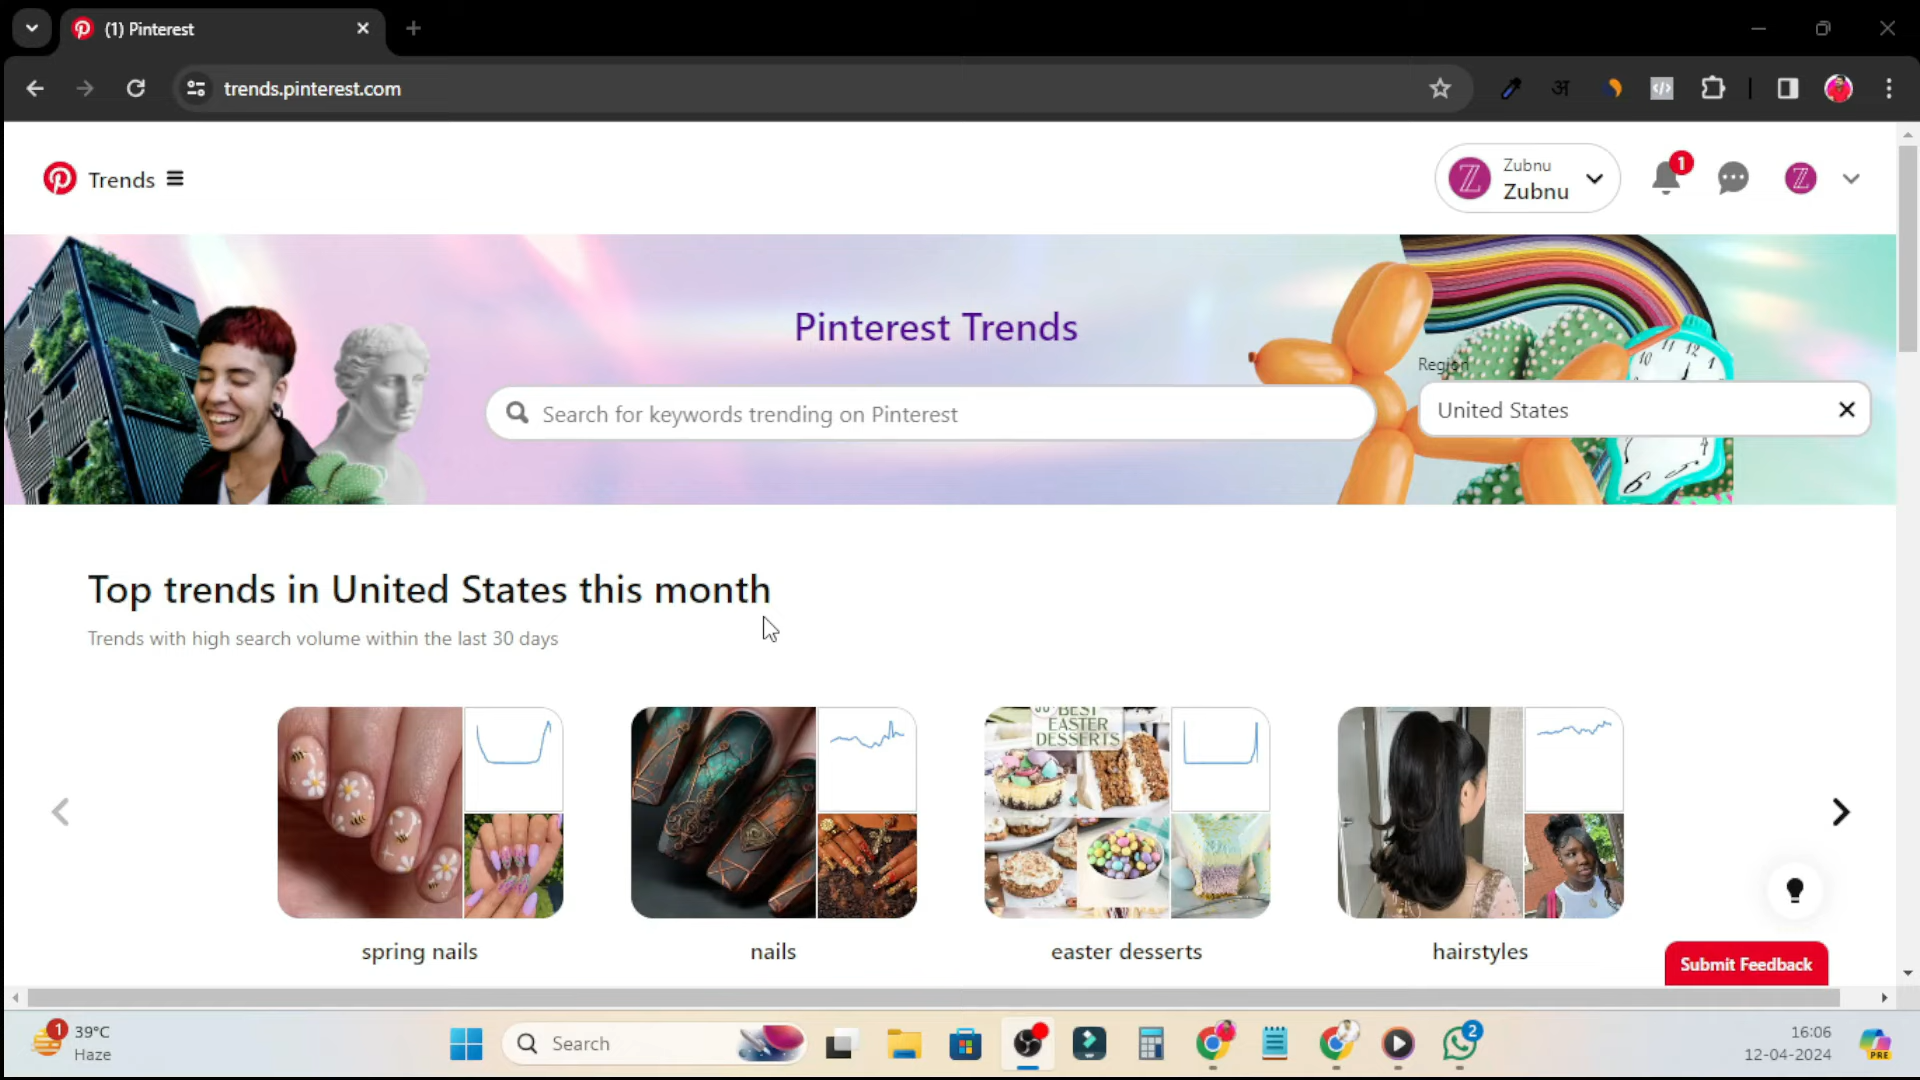 (1) Pinterest
trends.pinterest.com
अ
Trends
Zubnu
Zubnu
1
Pinterest Trends
Region
Search for keywords trending on Pinterest
United States
Top trends in United States this month
Trends with high search volume within the last 30 days
BEST
EASTER
DESSERTS
spring nails
nails
easter desserts
hairstyles
Submit Feedback
1
39°C
Haze
Search
2
16:06
12-04-2024
PRE